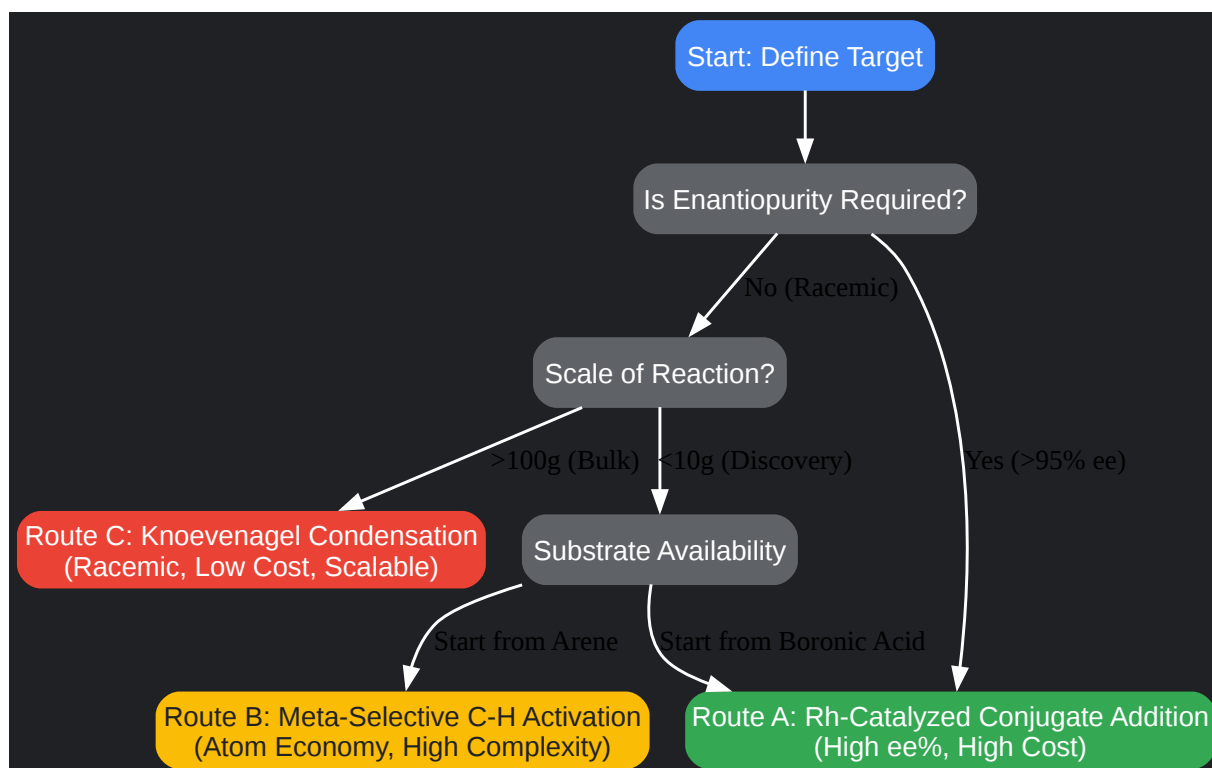 Start: Define Target
Is Enantiopurity Required?
No (Racemic)
Scale of Reaction?
>100g (Bulk)
<10g (Discovery)
Yes (>95% ee)
Route C: Knoevenagel Condensation
(Racemic, Low Cost, Scalable)
Substrate Availability
Start from Arene
Start from Boronic Acid
Route B: Meta-Selective C-H Activation
(Atom Economy, High Complexity)
Route A: Rh-Catalyzed Conjugate Addition
(High ee%, High Cost)